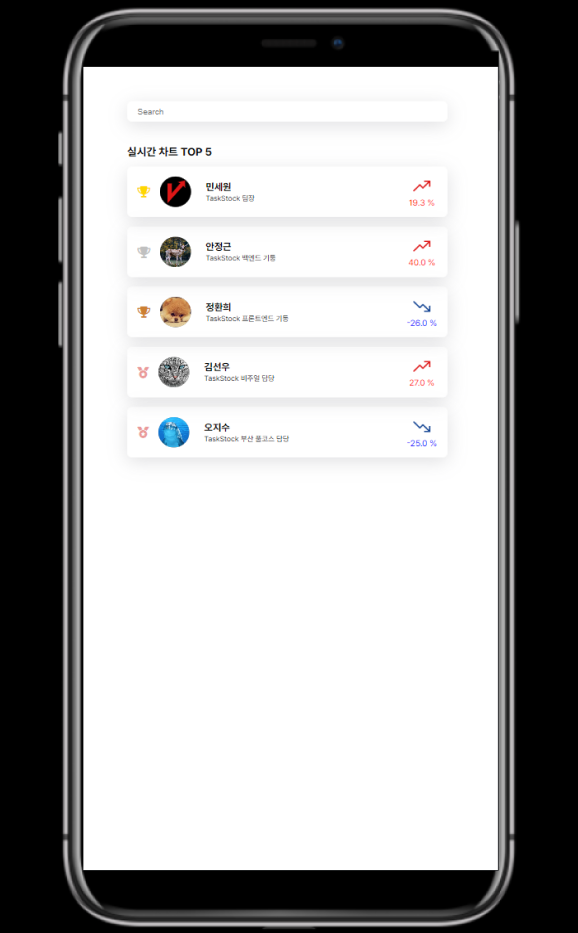 Search
실시간 차트 TOP 5
민세원
TaskStock 팀장
19.3 %
안정근
TaskStock 백엔드 기둥
40.0 %
정환희
TaskStock 프론트엔드 기둥
-26.0 %
김선우
TaskStock 비주얼 담당
27.0 %
오지수
TaskStock 부산 풀코스 담당
-25.0 %